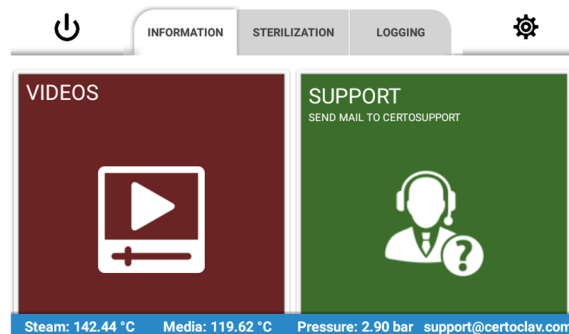 INFORMATION STERILIZATION LOGGING
VIDEOS
SUPPORT
SEND MAIL TO CERTOSUPPORT
?
Steam: 142.44 °C Media: 119.62 °C Pressure: 2.90 bar support@certoclav.com